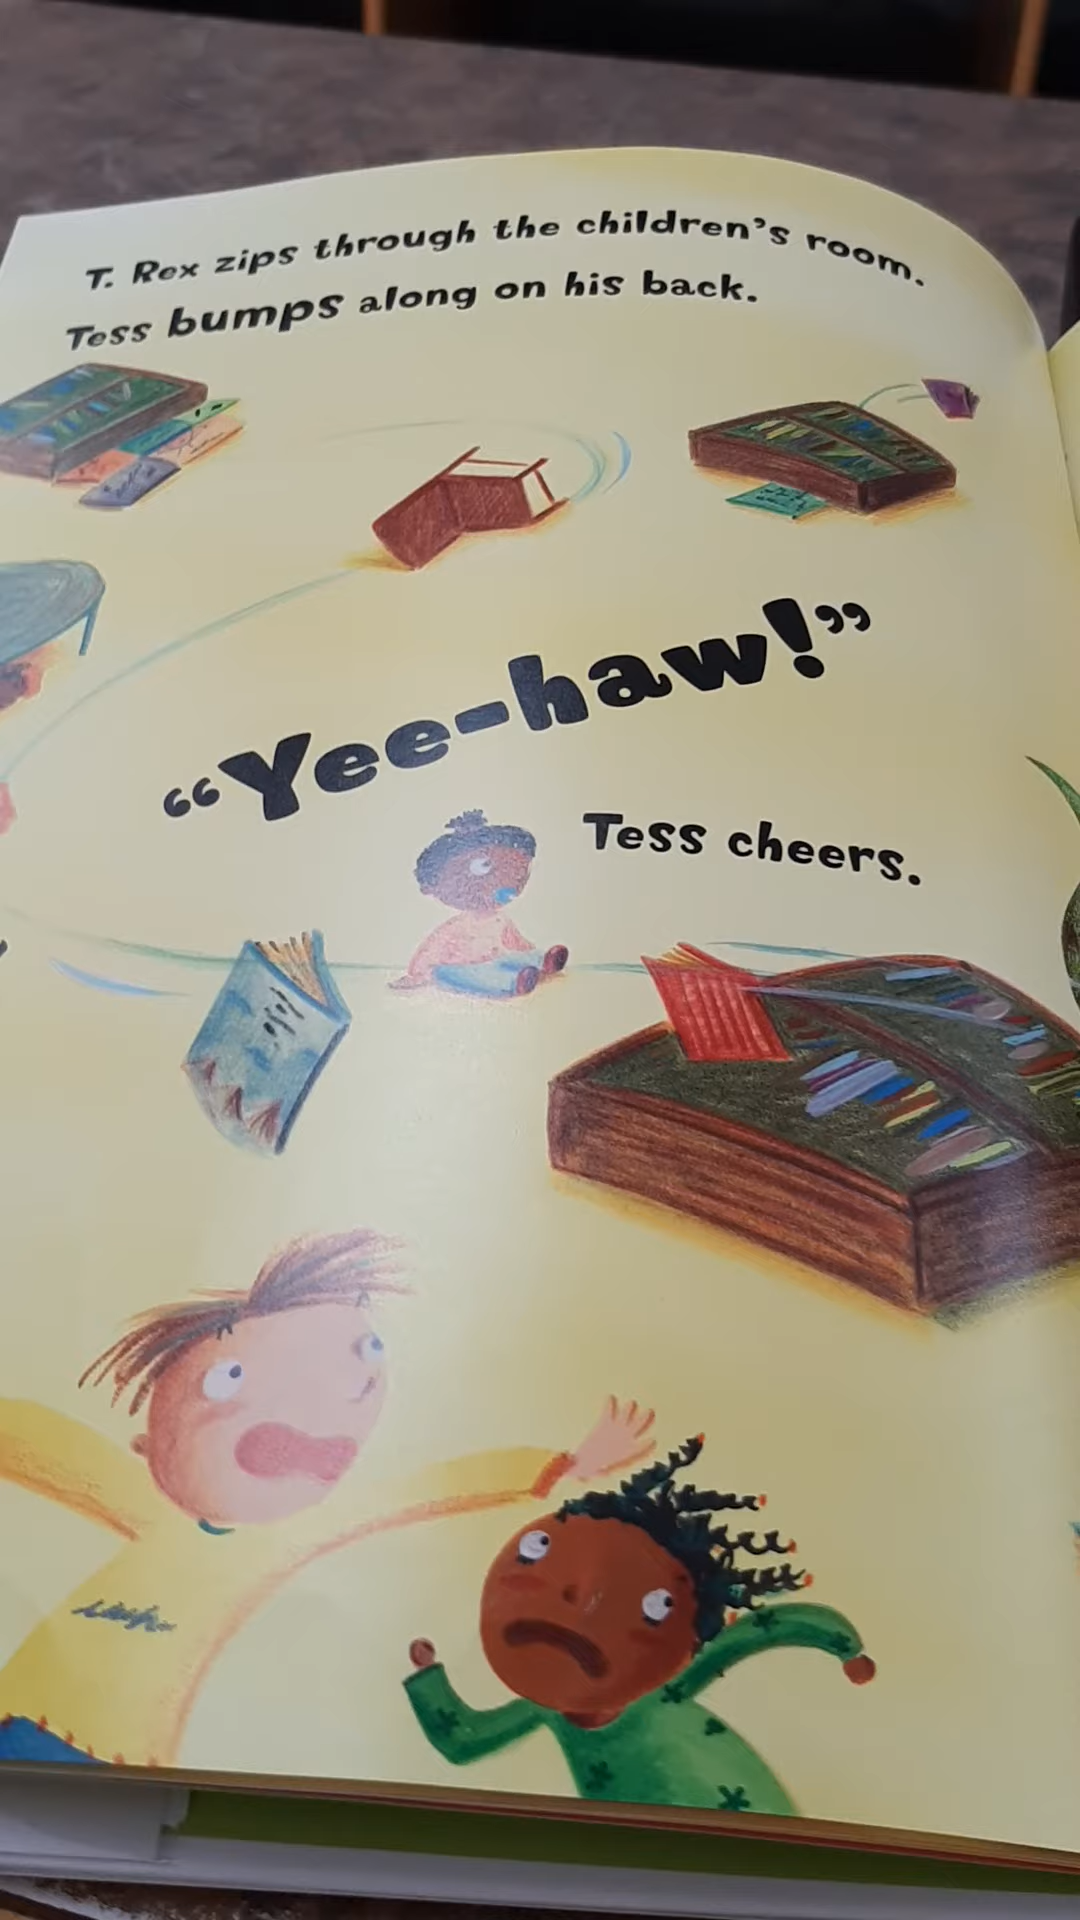 T. Rex zips through the children's room.
Tess bumps along on his back.
“Yee-haw!”
Tess cheers.